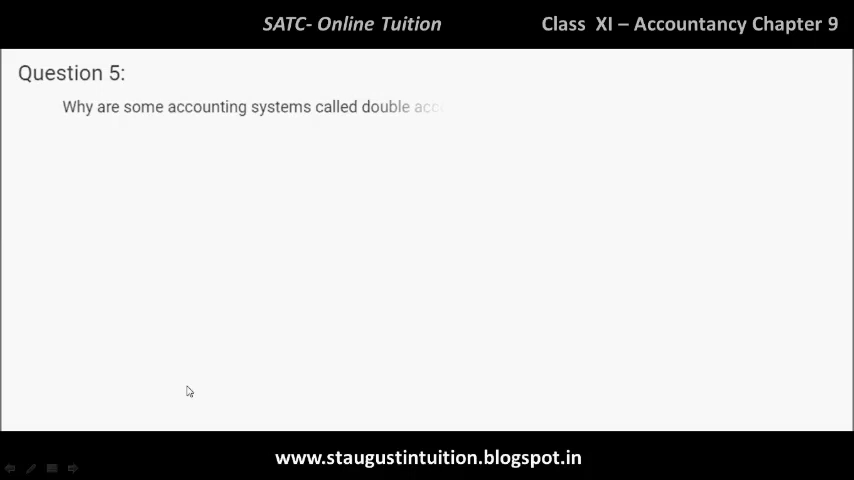 SATC- Online Tuition
Class XI – Accountancy Chapter 9
Question 5:
Why are some accounting systems called double
www.staugustintuition.blogspot.in